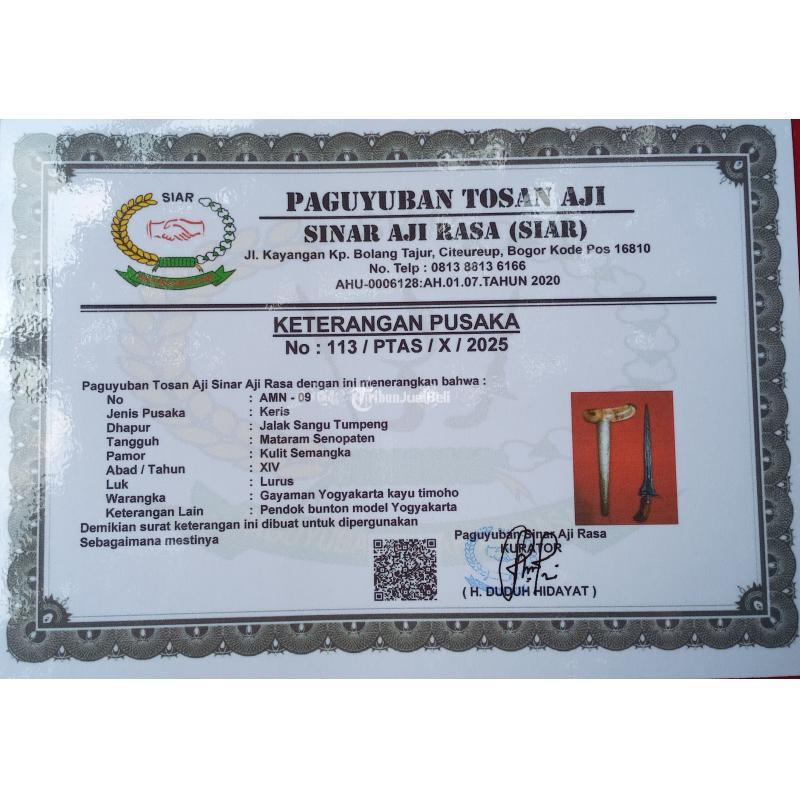 SIAR
PAGUYUBAN TOSAN AJI
SINAR AJI RASA (SIAR)
Jl. Kayangan Kp. Bolang Tajur, Citeureup, Bogor Kode Pos 16810
No. Telp : 0813 8813 6166
AHU-0006128:AH.01.07.TAHUN 2020
KETERANGAN PUSAKA
No : 113 / PTAS / X / 2025
Paguyuban Tosan Aji Sinar Aji Rasa dengan ini menerangkan bahwa :
No : AMN - 09
TribunJualBeli
Jenis Pusaka : Keris
Dhapur : Jalak Sangu Tumpeng
Tangguh : Mataram Senopaten
Pamor : Kulit Semangka
Abad / Tahun : XIV
Luk : Lurus
Warangka : Gayaman Yogyakarta kayu timoho
Keterangan Lain : Pendok bunton model Yogyakarta
Demikian surat keterangan ini dibuat untuk dipergunakan
Sebagaimana mestinya
Paguyuban Sinar Aji Rasa
KURATOR
( H. DUDUH HIDAYAT )